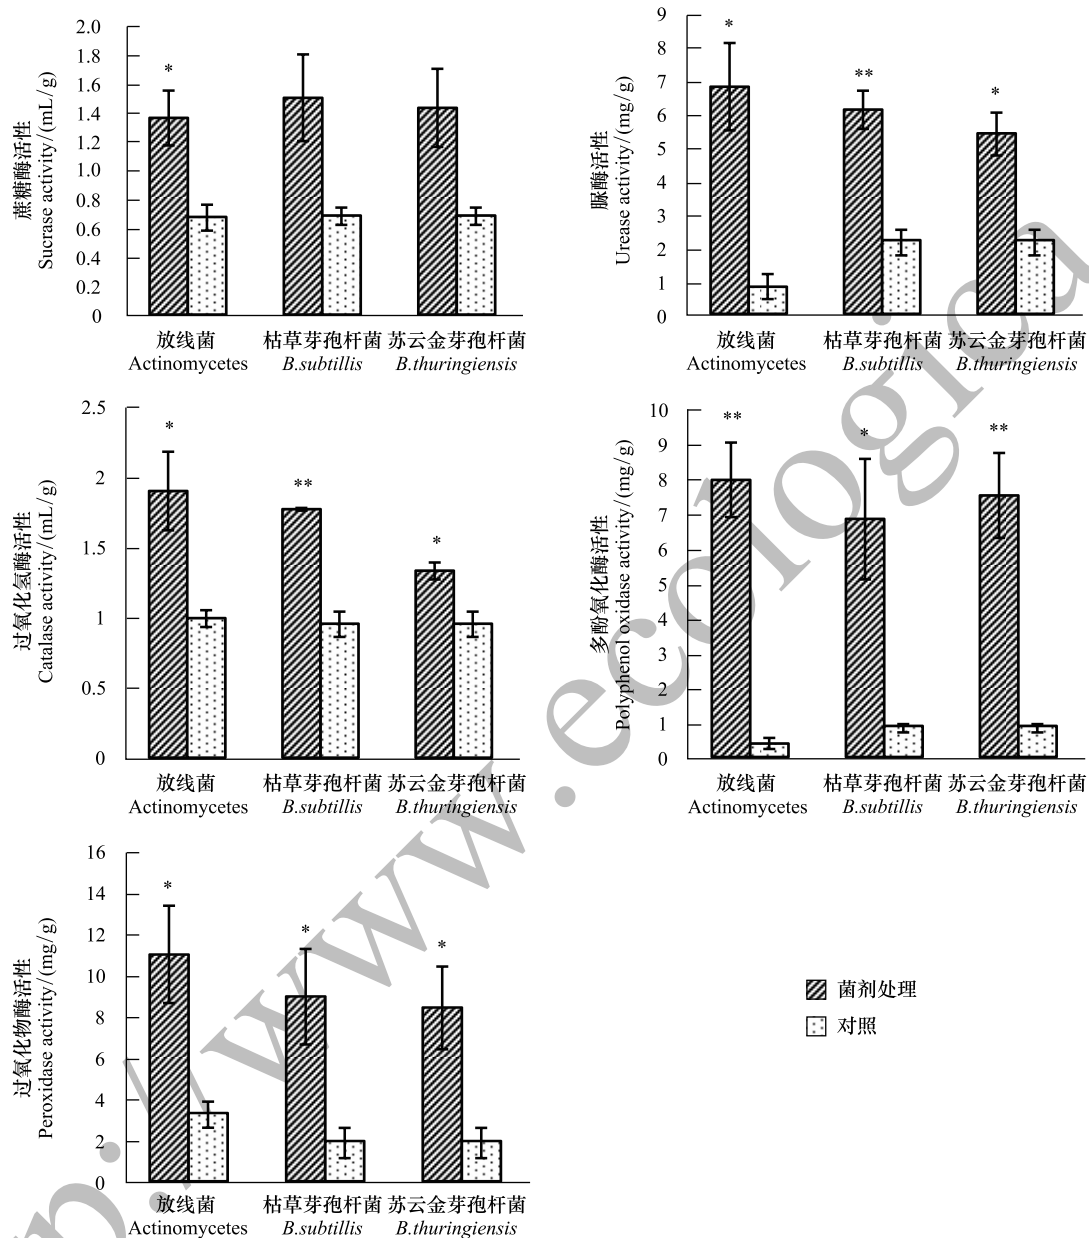 蔗糖酶活性
Sucrase activity/(mL/g)
2.0
1.8
1.6
1.4
1.2
1.0
0.8
0.6
0.4
0.2
0
*
放线菌
Actinomycetes
枯草芽孢杆菌
B.subtillis
苏云金芽孢杆菌
B.thuringiensis
脲酶活性
Urease activity/(mg/g)
9
8
7
6
5
4
3
2
1
0
*
**
*
放线菌
Actinomycetes
枯草芽孢杆菌
B.subtillis
苏云金芽孢杆菌
B.thuringiensis
过氧化氢酶活性
Catalase activity/(mL/g)
2.5
2
1.5
1
0.5
0
*
**
*
放线菌
Actinomycetes
枯草芽孢杆菌
B.subtillis
苏云金芽孢杆菌
B.thuringiensis
多酚氧化酶活性
Polyphenol oxidase activity/(mg/g)
10
9
8
7
6
5
4
3
2
1
0
**
*
**
放线菌
Actinomycetes
枯草芽孢杆菌
B.subtillis
苏云金芽孢杆菌
B.thuringiensis
过氧化物酶活性
Peroxidase activity/(mg/g)
16
14
12
10
8
6
4
2
0
*
*
*
放线菌
Actinomycetes
枯草芽孢杆菌
B.subtillis
苏云金芽孢杆菌
B.thuringiensis
菌剂处理
对照
p://www.ecologica